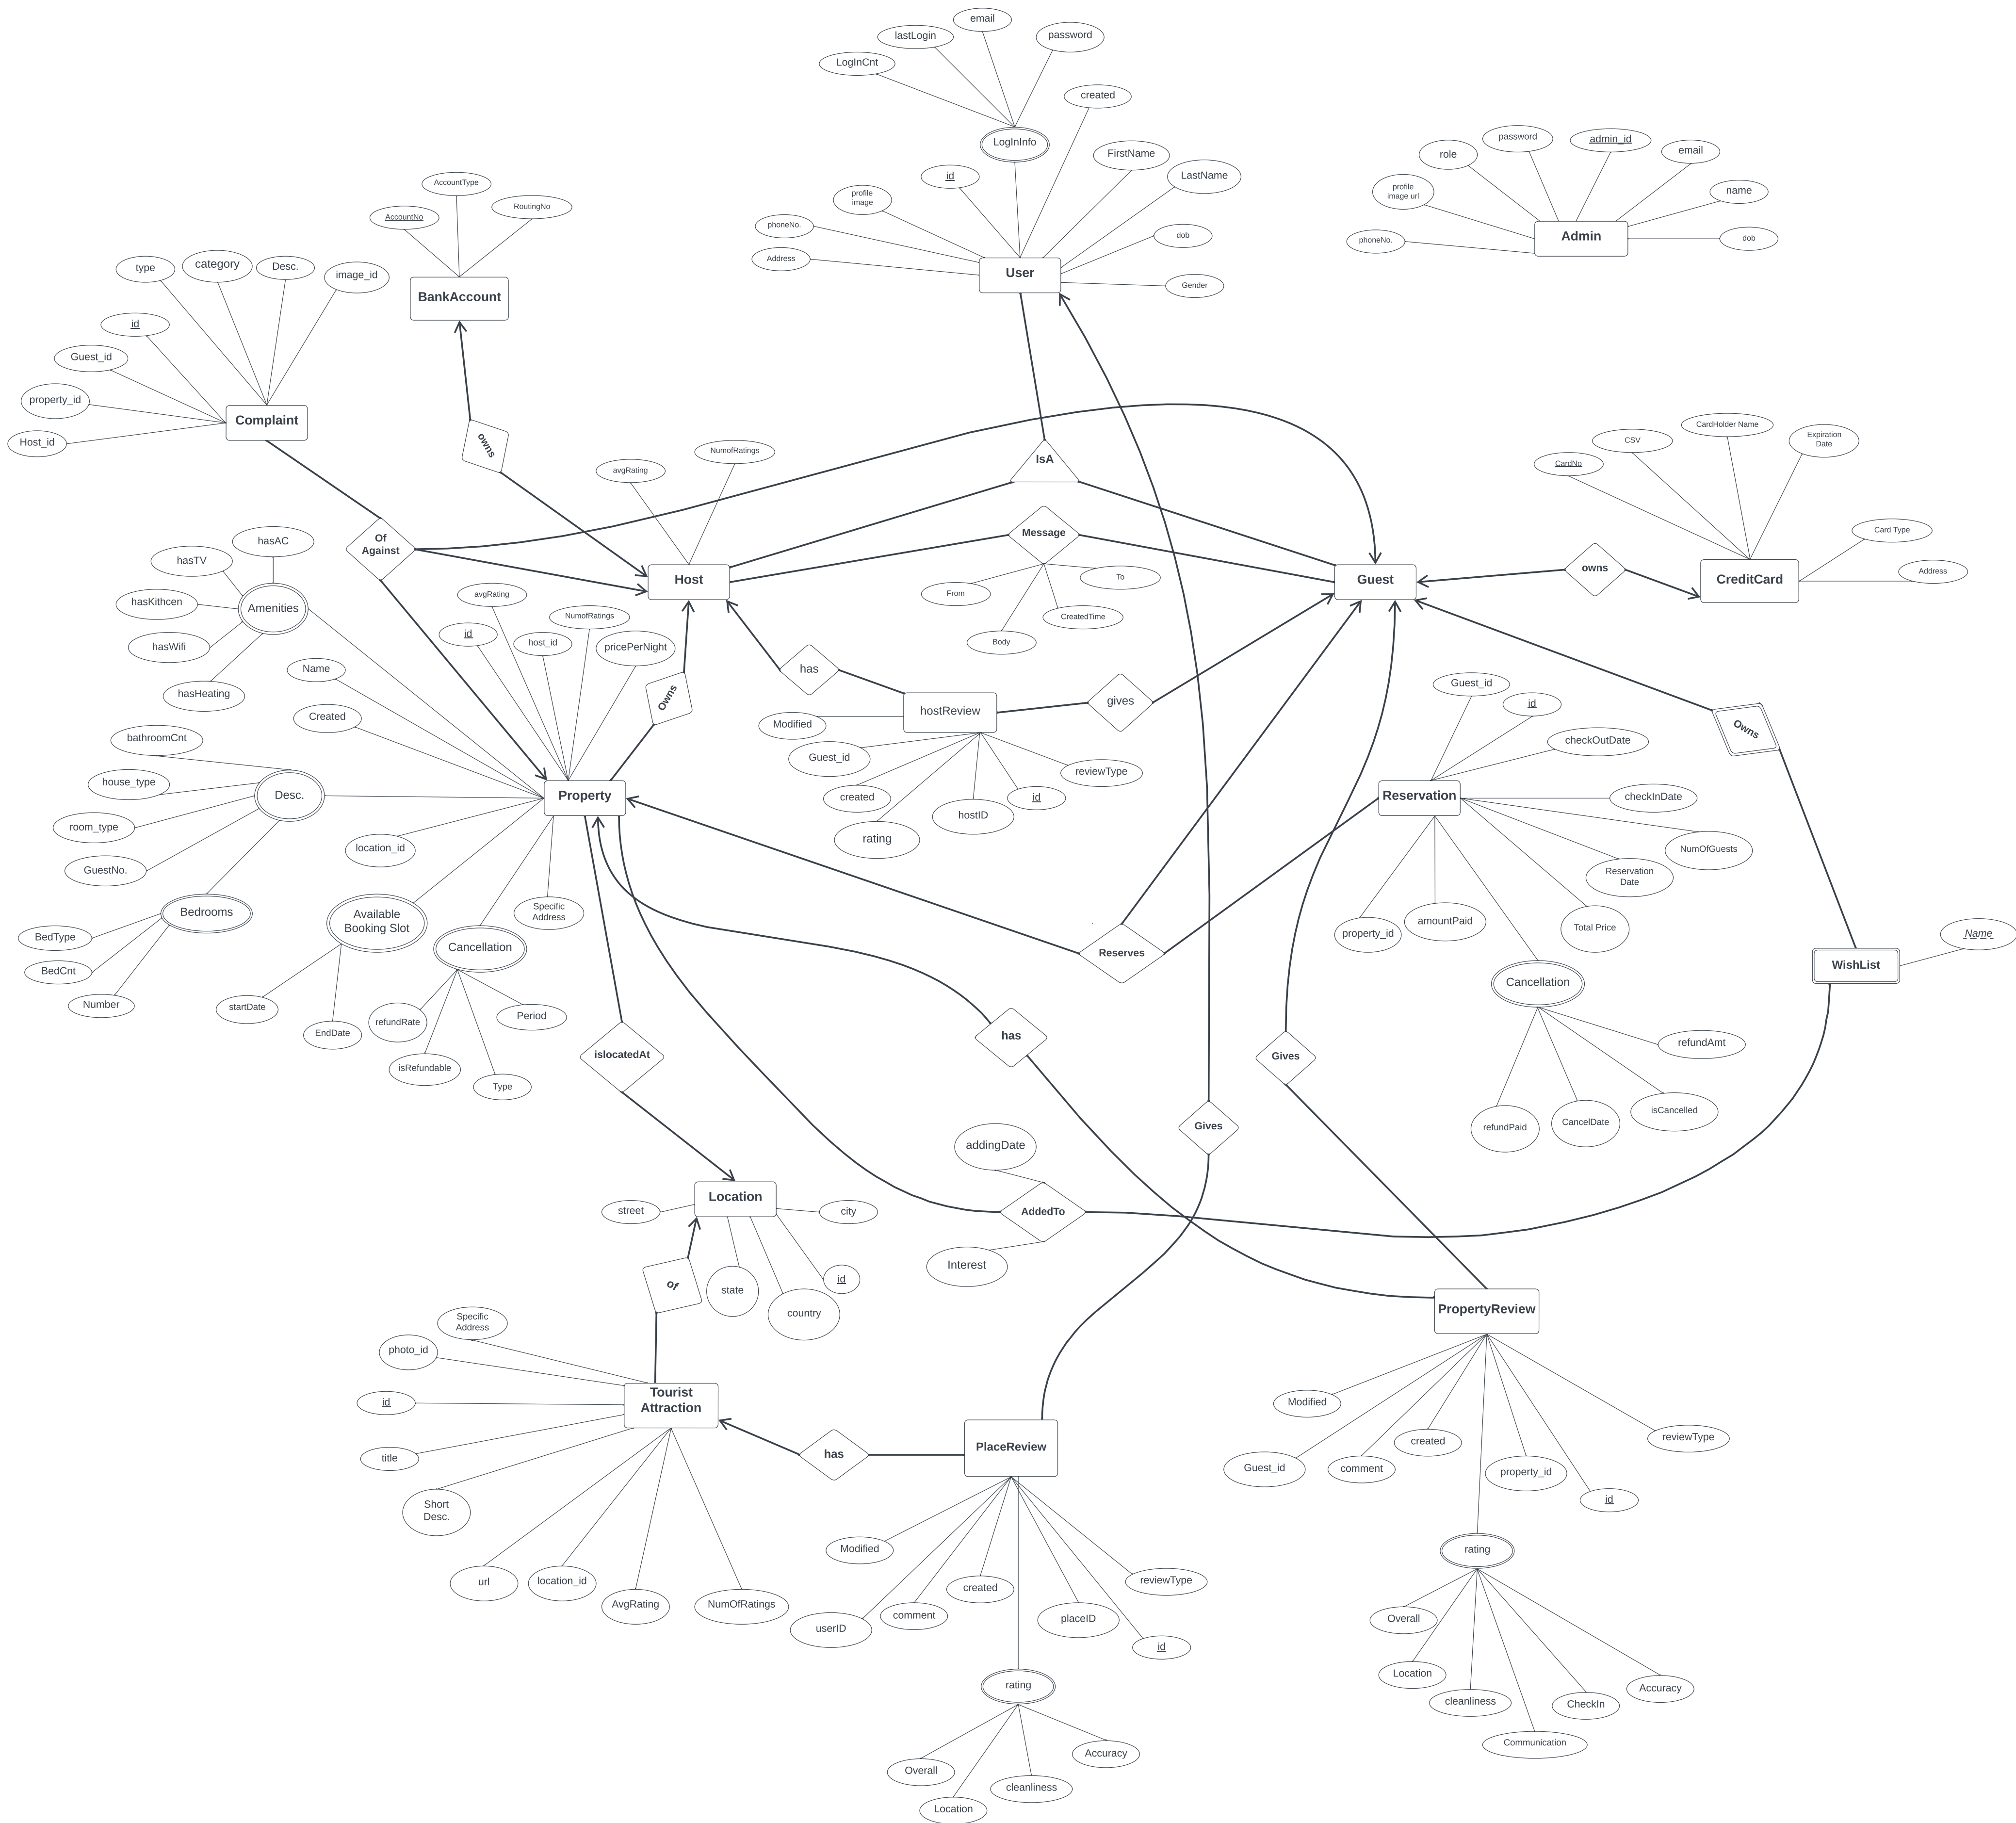 email
lastLogin
password
LogInCnt
created
LogInInfo
FirstName
id
LastName
profile
image
phoneNo.
dob
Address
User
Gender
password
admin_id
role
email
profile
image url
name
phoneNo.
Admin
dob
AccountType
AccountNo
RoutingNo
BankAccount
type
category
Desc.
image_id
id
Guest_id
property_id
Host_id
Complaint
owns
avgRating
NumofRatings
IsA
Of
Against
Host
Message
From
To
CreatedTime
Body
Guest
owns
CardNo
CSV
CardHolder Name
Expiration
Date
Card Type
Address
CreditCard
hasAC
hasTV
hasKithcen
Amenities
hasWifi
hasHeating
avgRating
NumofRatings
id
host_id
pricePerNight
Name
Created
Owns
has
gives
hostReview
Modified
Guest_id
created
rating
hostID
id
reviewType
Guest_id
id
checkOutDate
checkInDate
NumOfGuests
Reservation
Date
Total Price
amountPaid
property_id
Reservation
Owns
bathroomCnt
house_type
Desc.
room_type
GuestNo.
Bedrooms
BedType
BedCnt
Number
Property
location_id
Available
Booking Slot
startDate
EndDate
Specific
Address
Cancellation
refundRate
Period
isRefundable
Type
Reserves
Name
WishList
Cancellation
refundAmt
isCancelled
CancelDate
refundPaid
has
islocatedAt
Gives
Gives
addingDate
AddedTo
Interest
Location
street
city
state
id
country
of
PropertyReview
Specific
Address
photo_id
id
title
Short
Desc.
url
location_id
AvgRating
NumOfRatings
Tourist
Attraction
has
PlaceReview
Modified
userID
comment
created
placeID
id
reviewType
rating
Overall
Location
cleanliness
Accuracy
Modified
Guest_id
comment
created
property_id
id
reviewType
rating
Overall
Location
cleanliness
Communication
CheckIn
Accuracy